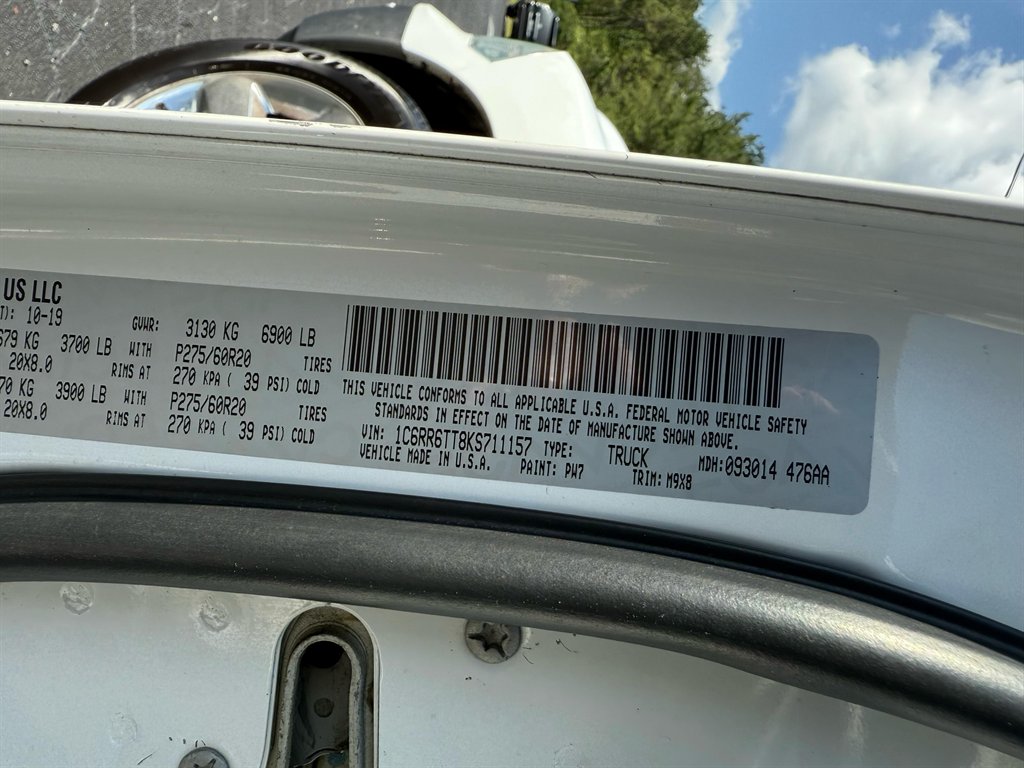 US LLC
T): 10-19
GVWR: 3130 KG 6900 LB
679 KG 3700 LB WITH P275/60R20 TIRES
20X8.0 RIMS AT 270 KPA ( 39 PSI) COLD
70 KG 3900 LB WITH P275/60R20 TIRES
20X8.0 RIMS AT 270 KPA ( 39 PSI) COLD
THIS VEHICLE CONFORMS TO ALL APPLICABLE U.S.A. FEDERAL MOTOR VEHICLE SAFETY
STANDARDS IN EFFECT ON THE DATE OF MANUFACTURE SHOWN ABOVE.
VIN: 1C6RR6TT8KS711157 TYPE: TRUCK MDH:093014 476AA
VEHICLE MADE IN U.S.A. PAINT: PW7 TRIM: M9X8